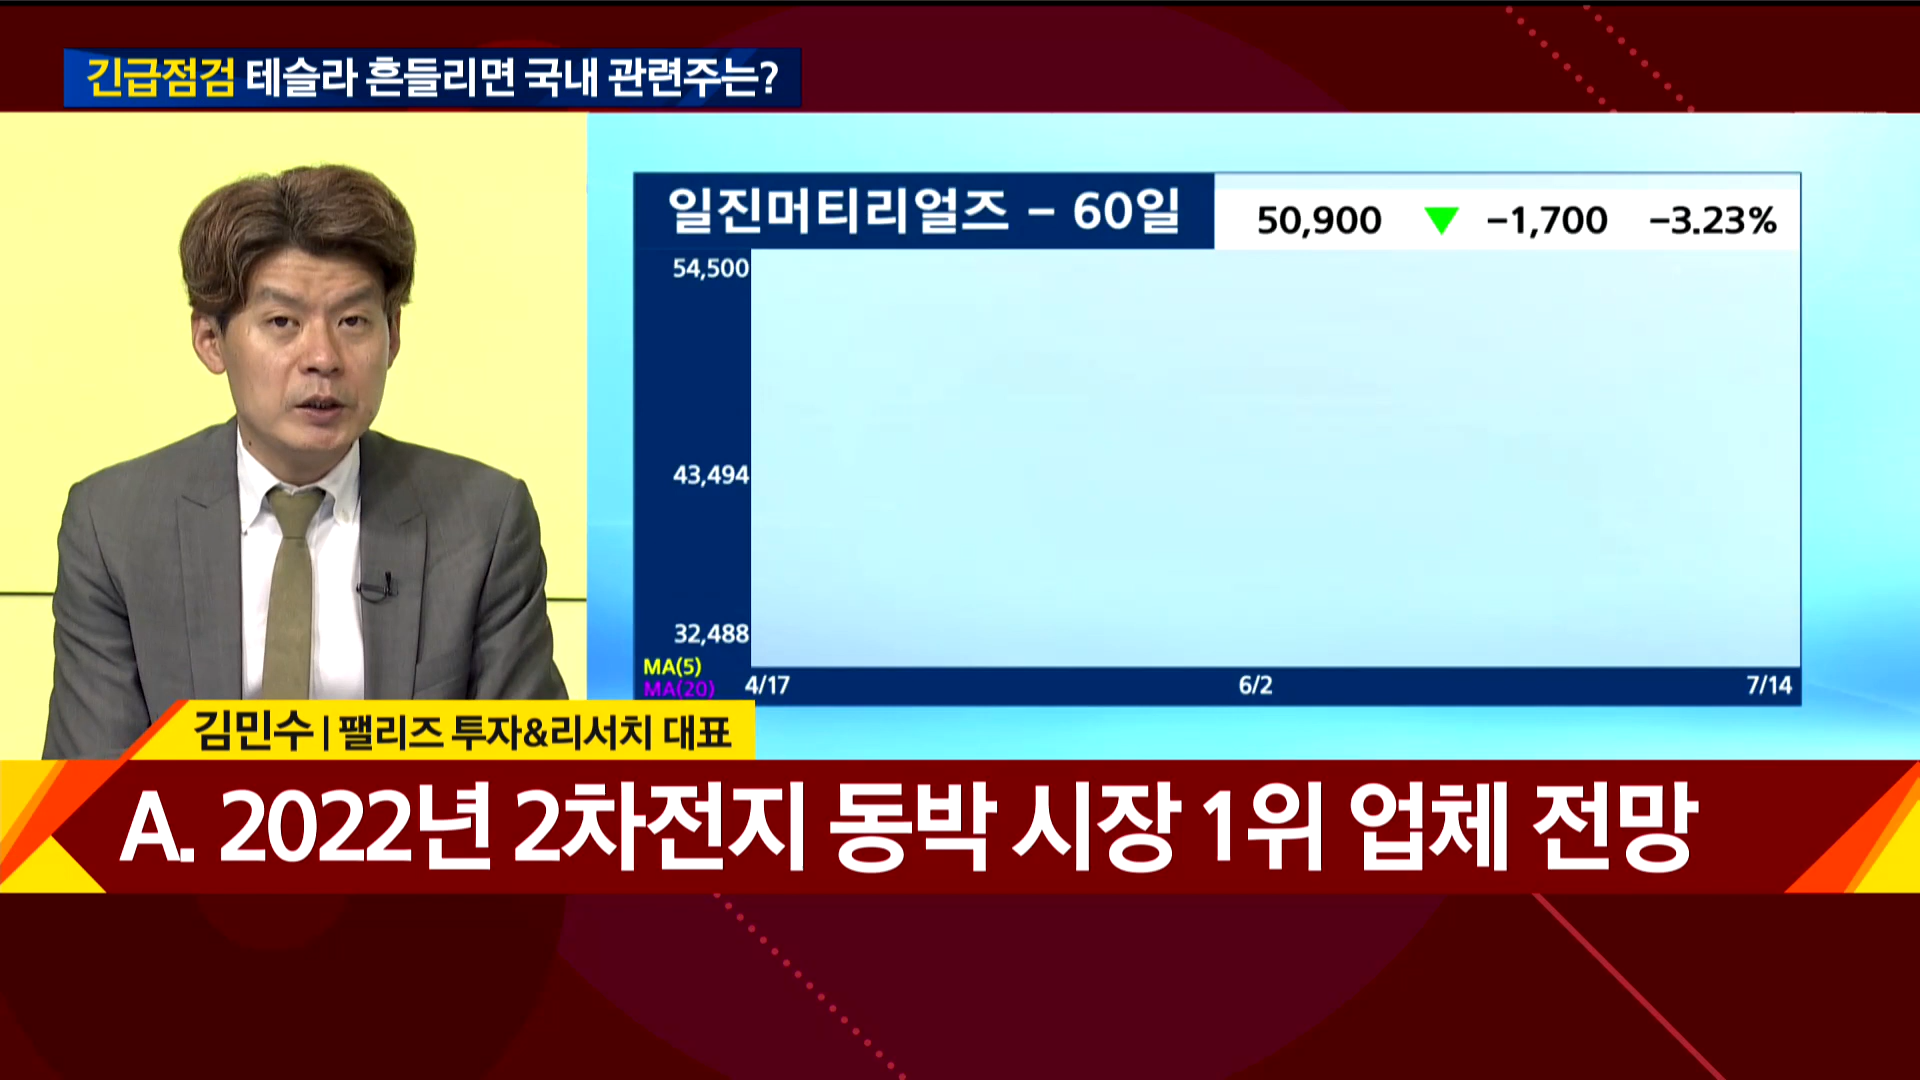 긴급점검 테슬라 흔들리면 국내 관련주는?
일진머티리얼즈 - 60일
50,900 ▼ -1,700 -3.23%
54,500
43,494
32,488
MA(5)
MA(20)
4/17 6/2 7/14
김민수 | 팰리즈 투자&리서치 대표
A. 2022년 2차전지 동박 시장 1위 업체 전망